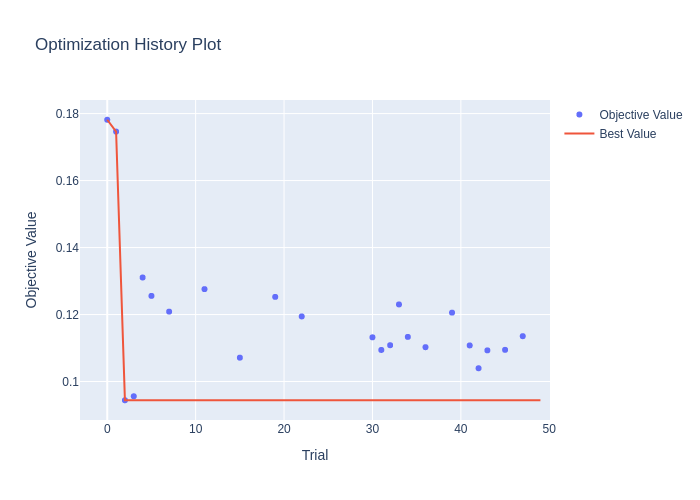 Optimization History Plot
Objective Value
Best Value
0.18
0.16
0.14
0.12
0.1
Objective Value
0
10
20
30
40
50
Trial